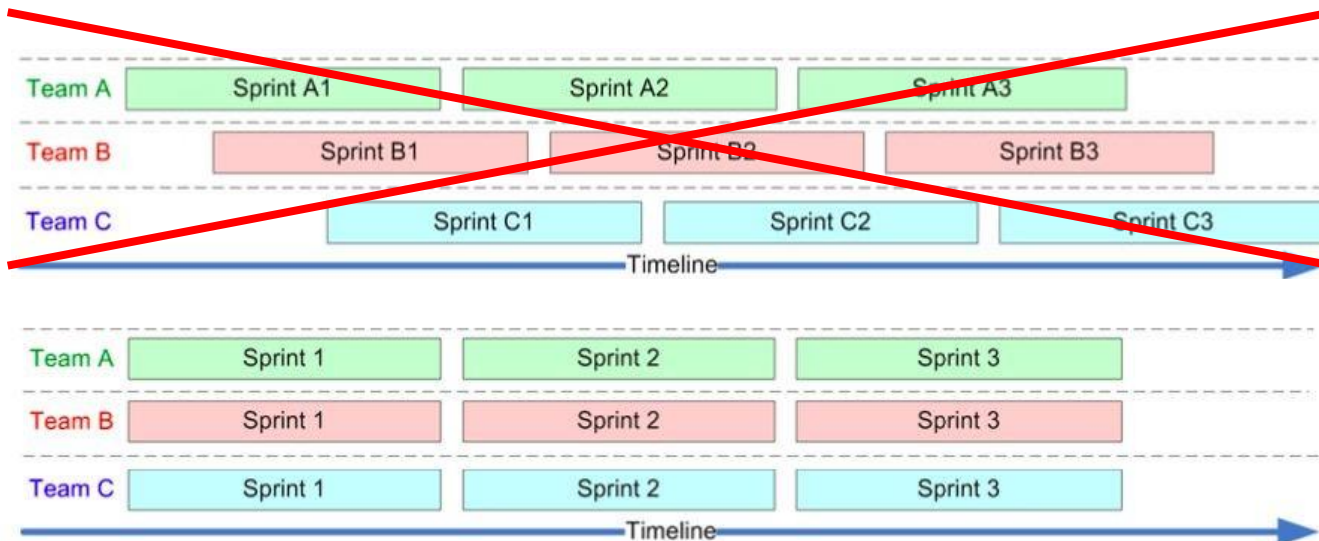 Team A Sprint A1 Sprint A2 Sprint A3
Team B Sprint B1 Sprint B2 Sprint B3
Team C Sprint C1 Sprint C2 Sprint C3
Timeline
Team A Sprint 1 Sprint 2 Sprint 3
Team B Sprint 1 Sprint 2 Sprint 3
Team C Sprint 1 Sprint 2 Sprint 3
Timeline